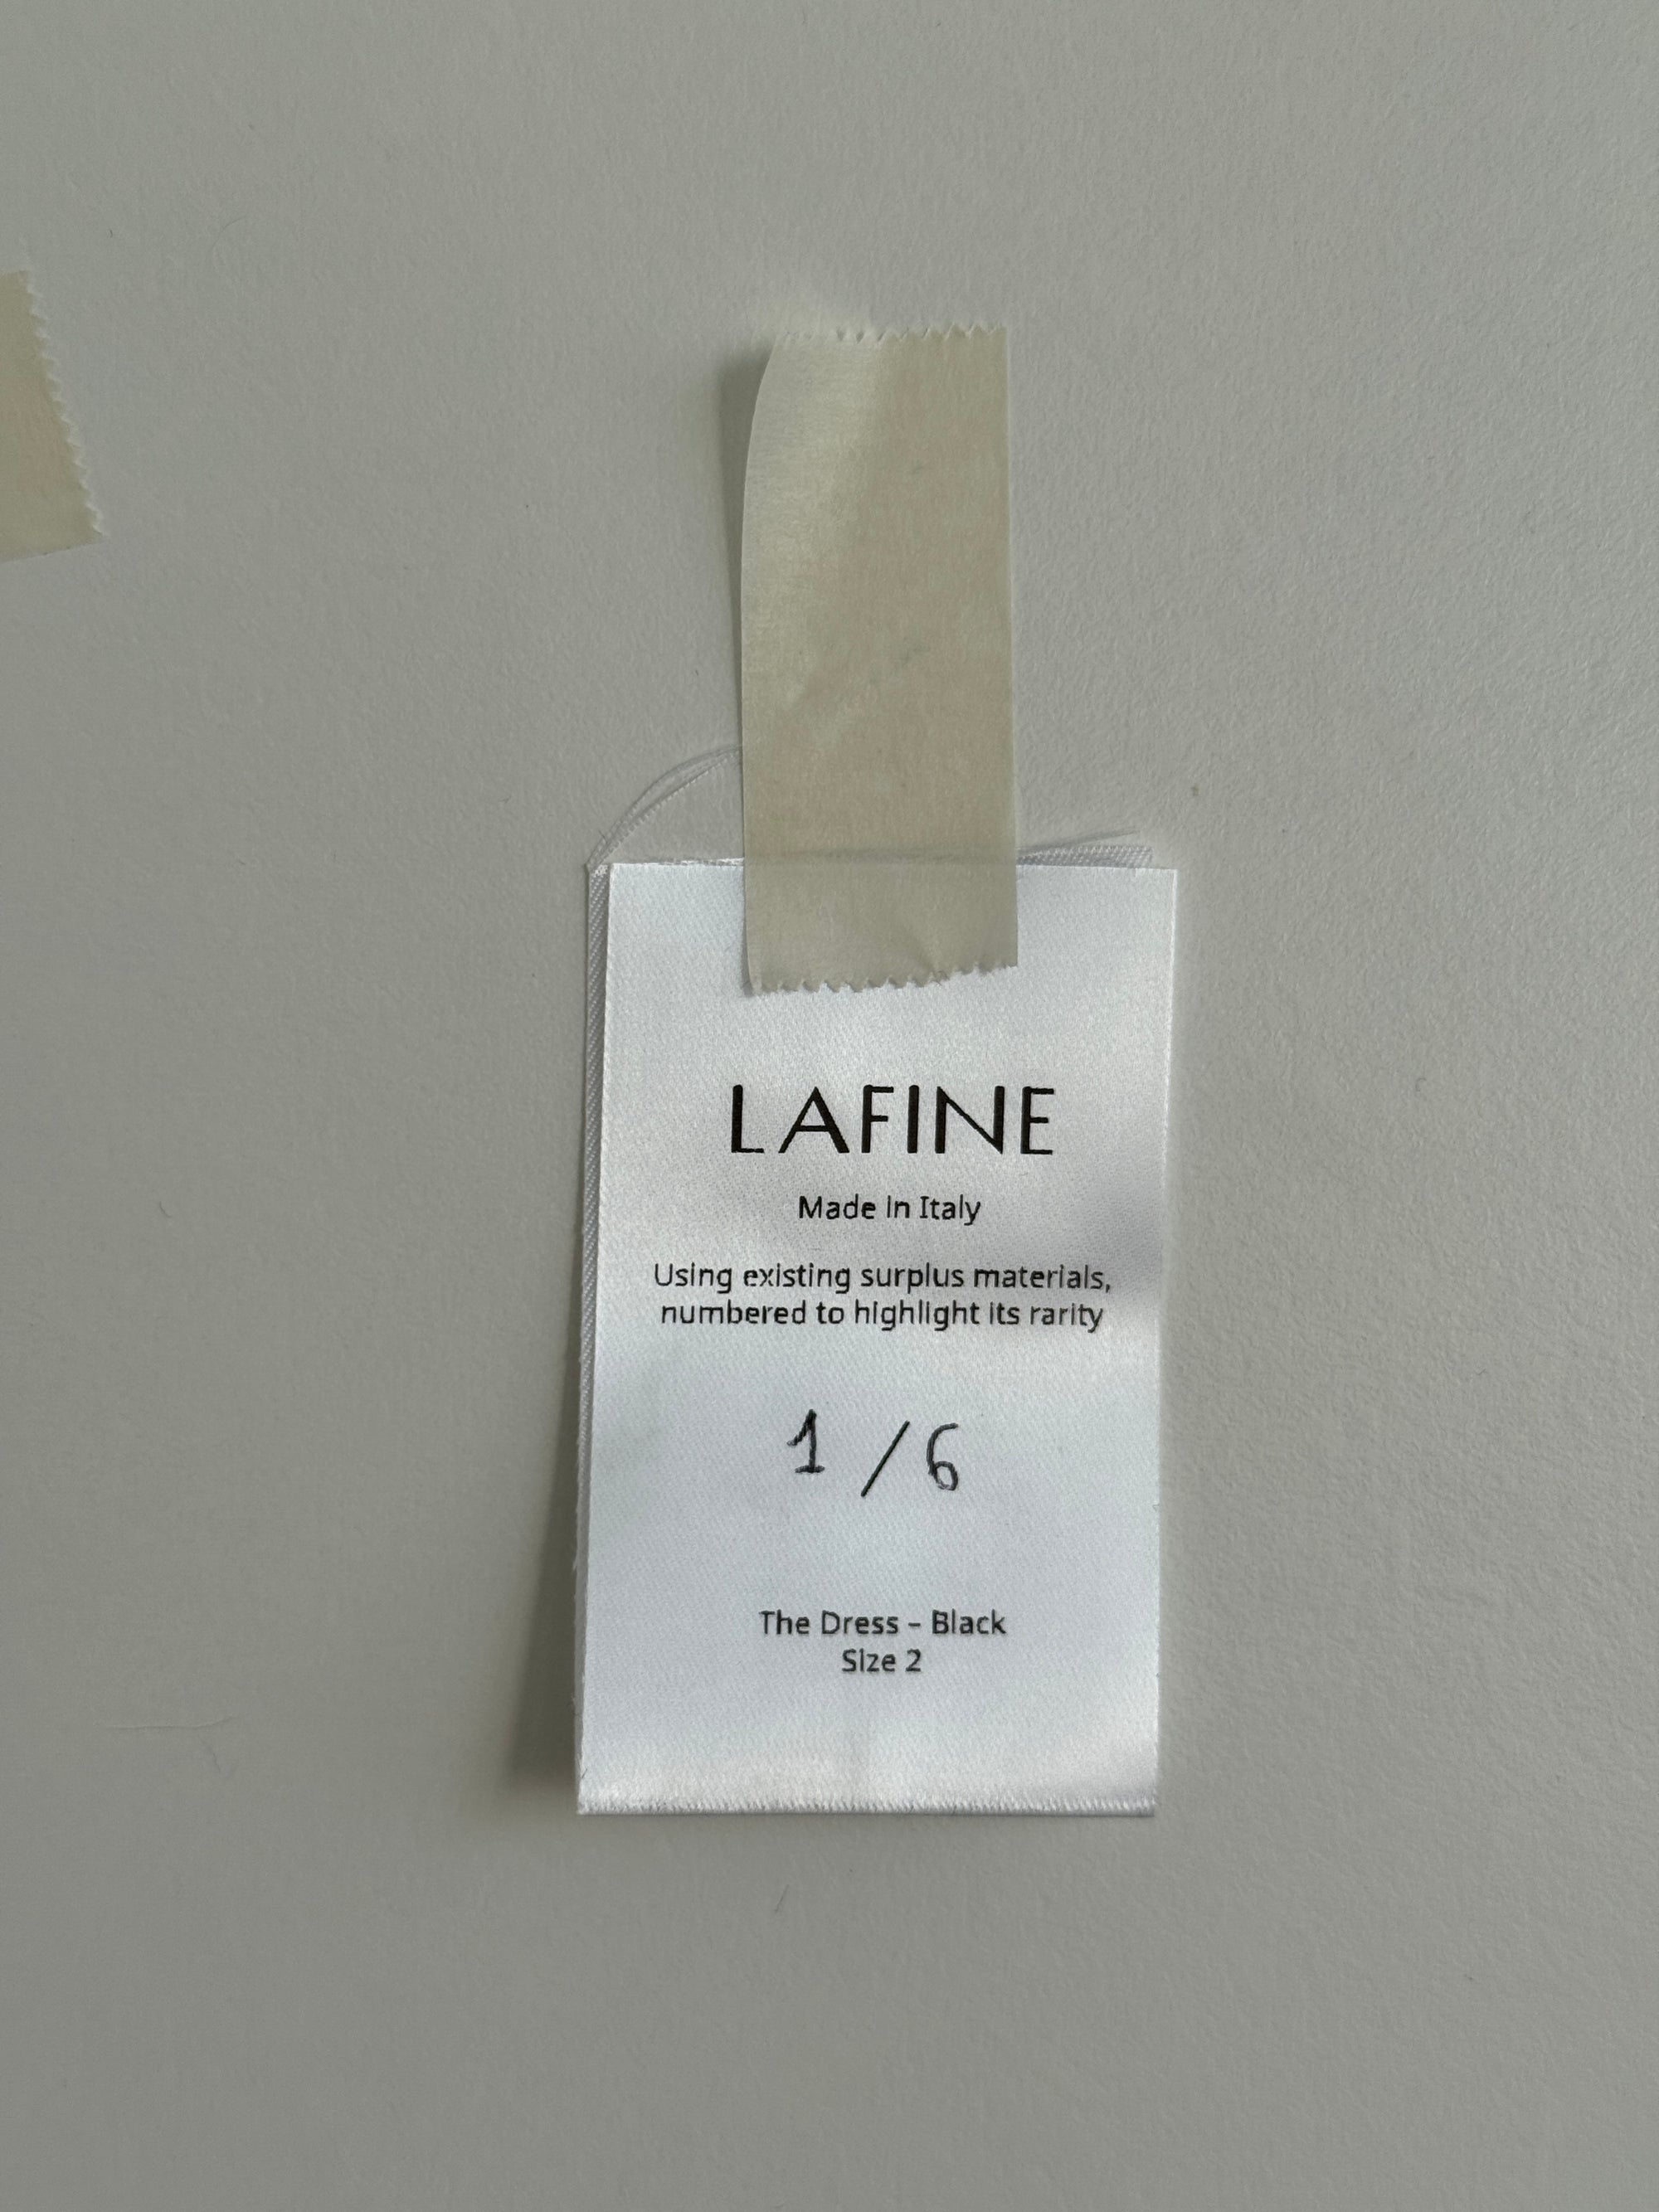 LAFINE
Made in Italy
Using existing surplus materials,
numbered to highlight its rarity
1 / 6
The Dress – Black
Size 2